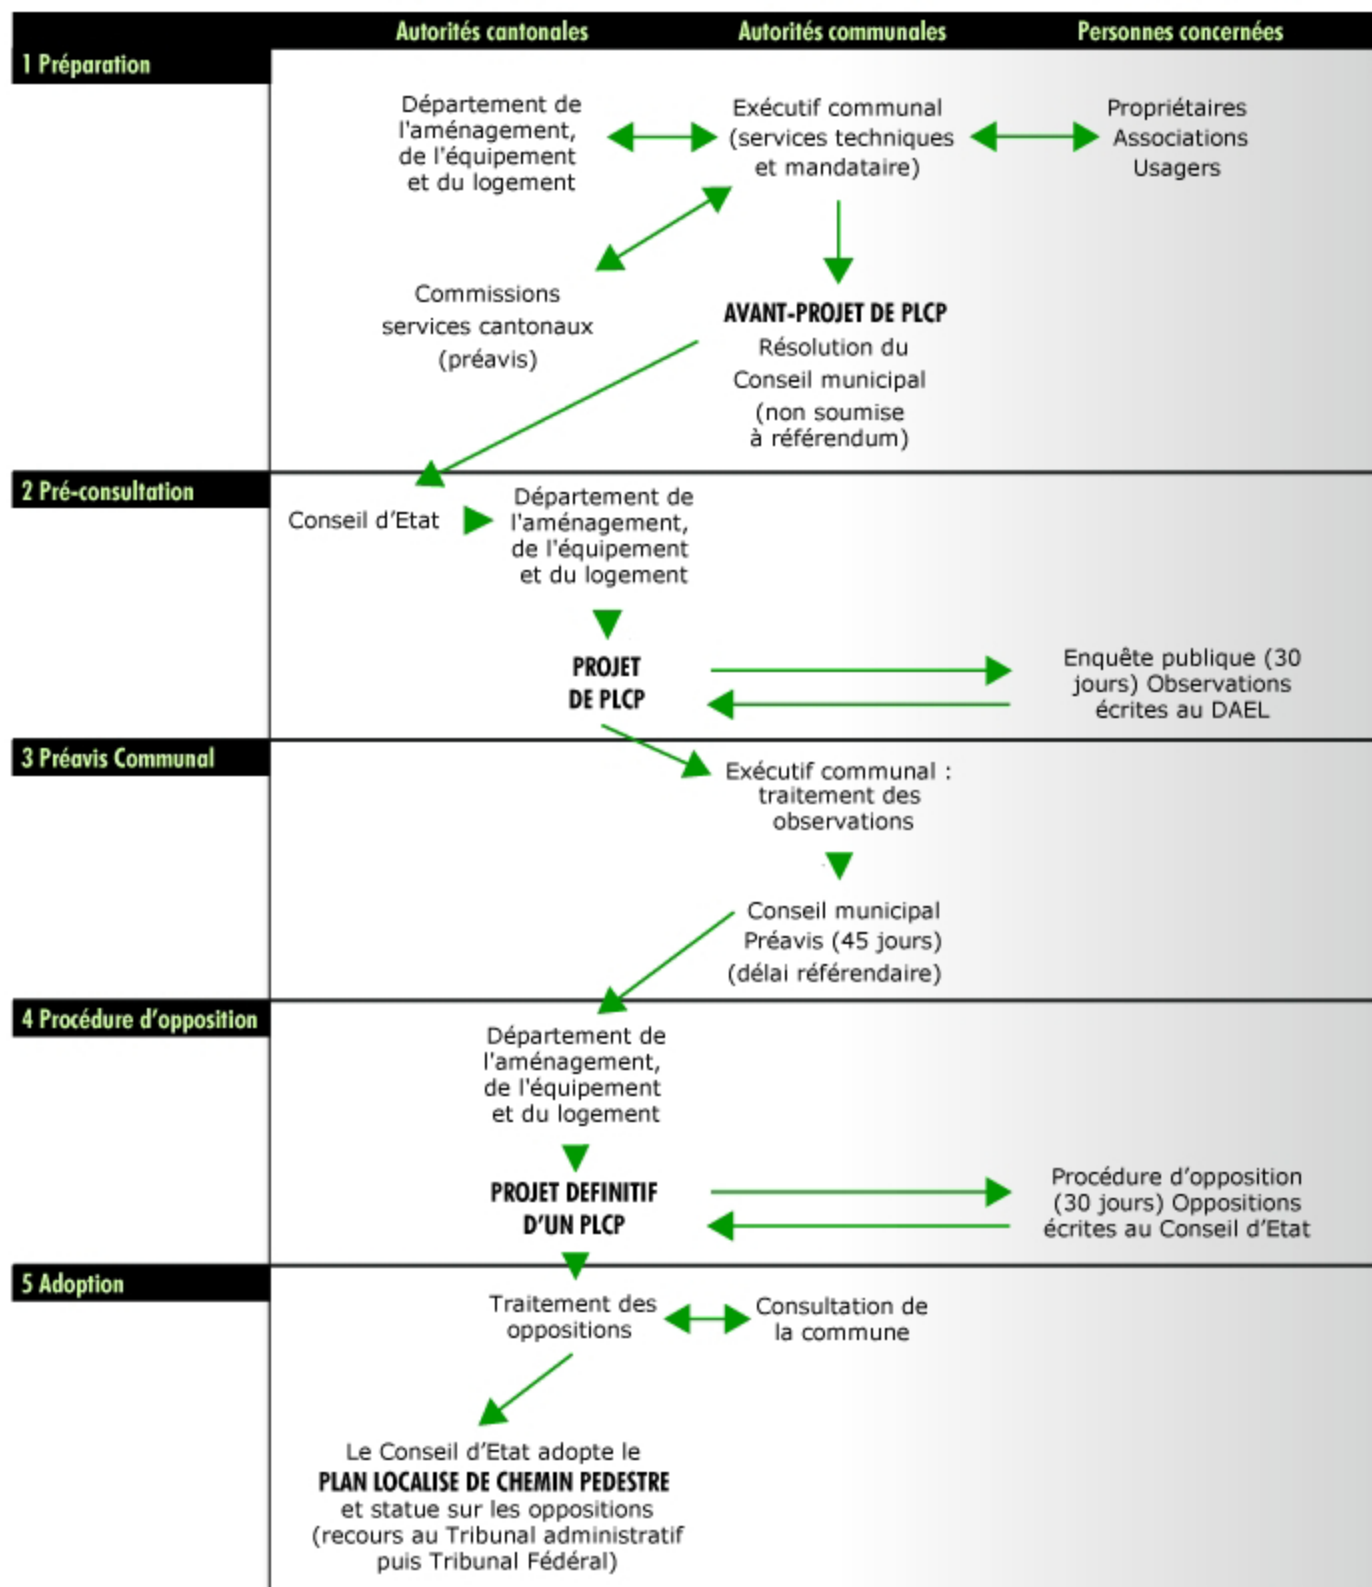 Autorités cantonales
Autorités communales
Personnes concernées
1 Préparation
Département de
l'aménagement,
de l'équipement
et du logement
Exécutif communal
(services techniques
et mandataire)
Propriétaires
Associations
Usagers
Commissions
services cantonaux
(préavis)
AVANT-PROJET DE PLCP
Résolution du
Conseil municipal
(non soumise
à référendum)
2 Pré-consultation
Conseil d'Etat
Département de
l'aménagement,
de l'équipement
et du logement
PROJET
DE PLCP
Enquête publique (30
jours) Observations
écrites au DAEL
3 Préavis Communal
Exécutif communal :
traitement des
observations
Conseil municipal
Préavis (45 jours)
(délai référendaire)
4 Procédure d'opposition
Département de
l'aménagement,
de l'équipement
et du logement
PROJET DEFINITIF
D'UN PLCP
Procédure d'opposition
(30 jours) Oppositions
écrites au Conseil d'Etat
5 Adoption
Traitement des
oppositions
Consultation de
la commune
Le Conseil d'Etat adopte le
PLAN LOCALISE DE CHEMIN PEDESTRE
et statue sur les oppositions
(recours au Tribunal administratif
puis Tribunal Fédéral)